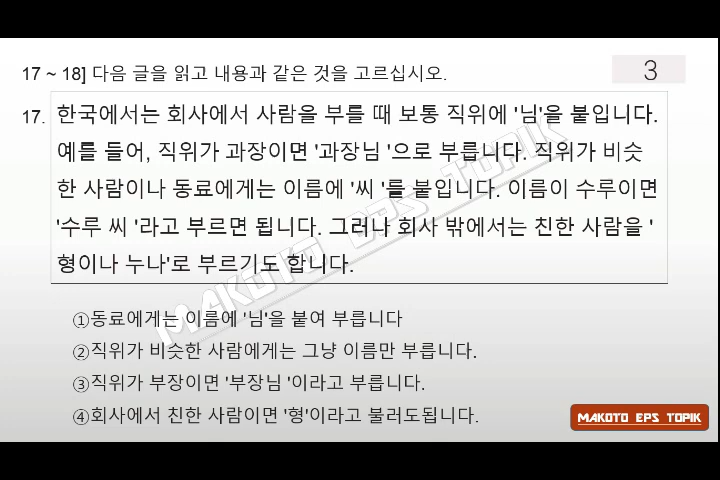 17 ~ 18] 다음 글을 읽고 내용과 같은 것을 고르십시오.
3
17. 한국에서는 회사에서 사람을 부를 때 보통 직위에 '님'을 붙입니다.
예를 들어, 직위가 과장이면 '과장님 '으로 부릅니다. 직위가 비슷
한 사람이나 동료에게는 이름에 '씨 '를 붙입니다. 이름이 수루이면
'수루 씨 '라고 부르면 됩니다. 그러나 회사 밖에서는 친한 사람을 '
형이나 누나'로 부르기도 합니다.
MAKOTO EPS TOPIK
①동료에게는 이름에 '님'을 붙여 부릅니다
②직위가 비슷한 사람에게는 그냥 이름만 부릅니다.
③직위가 부장이면 '부장님 '이라고 부릅니다.
④회사에서 친한 사람이면 '형'이라고 불러도됩니다.
MAKOTO EPS TOPIK